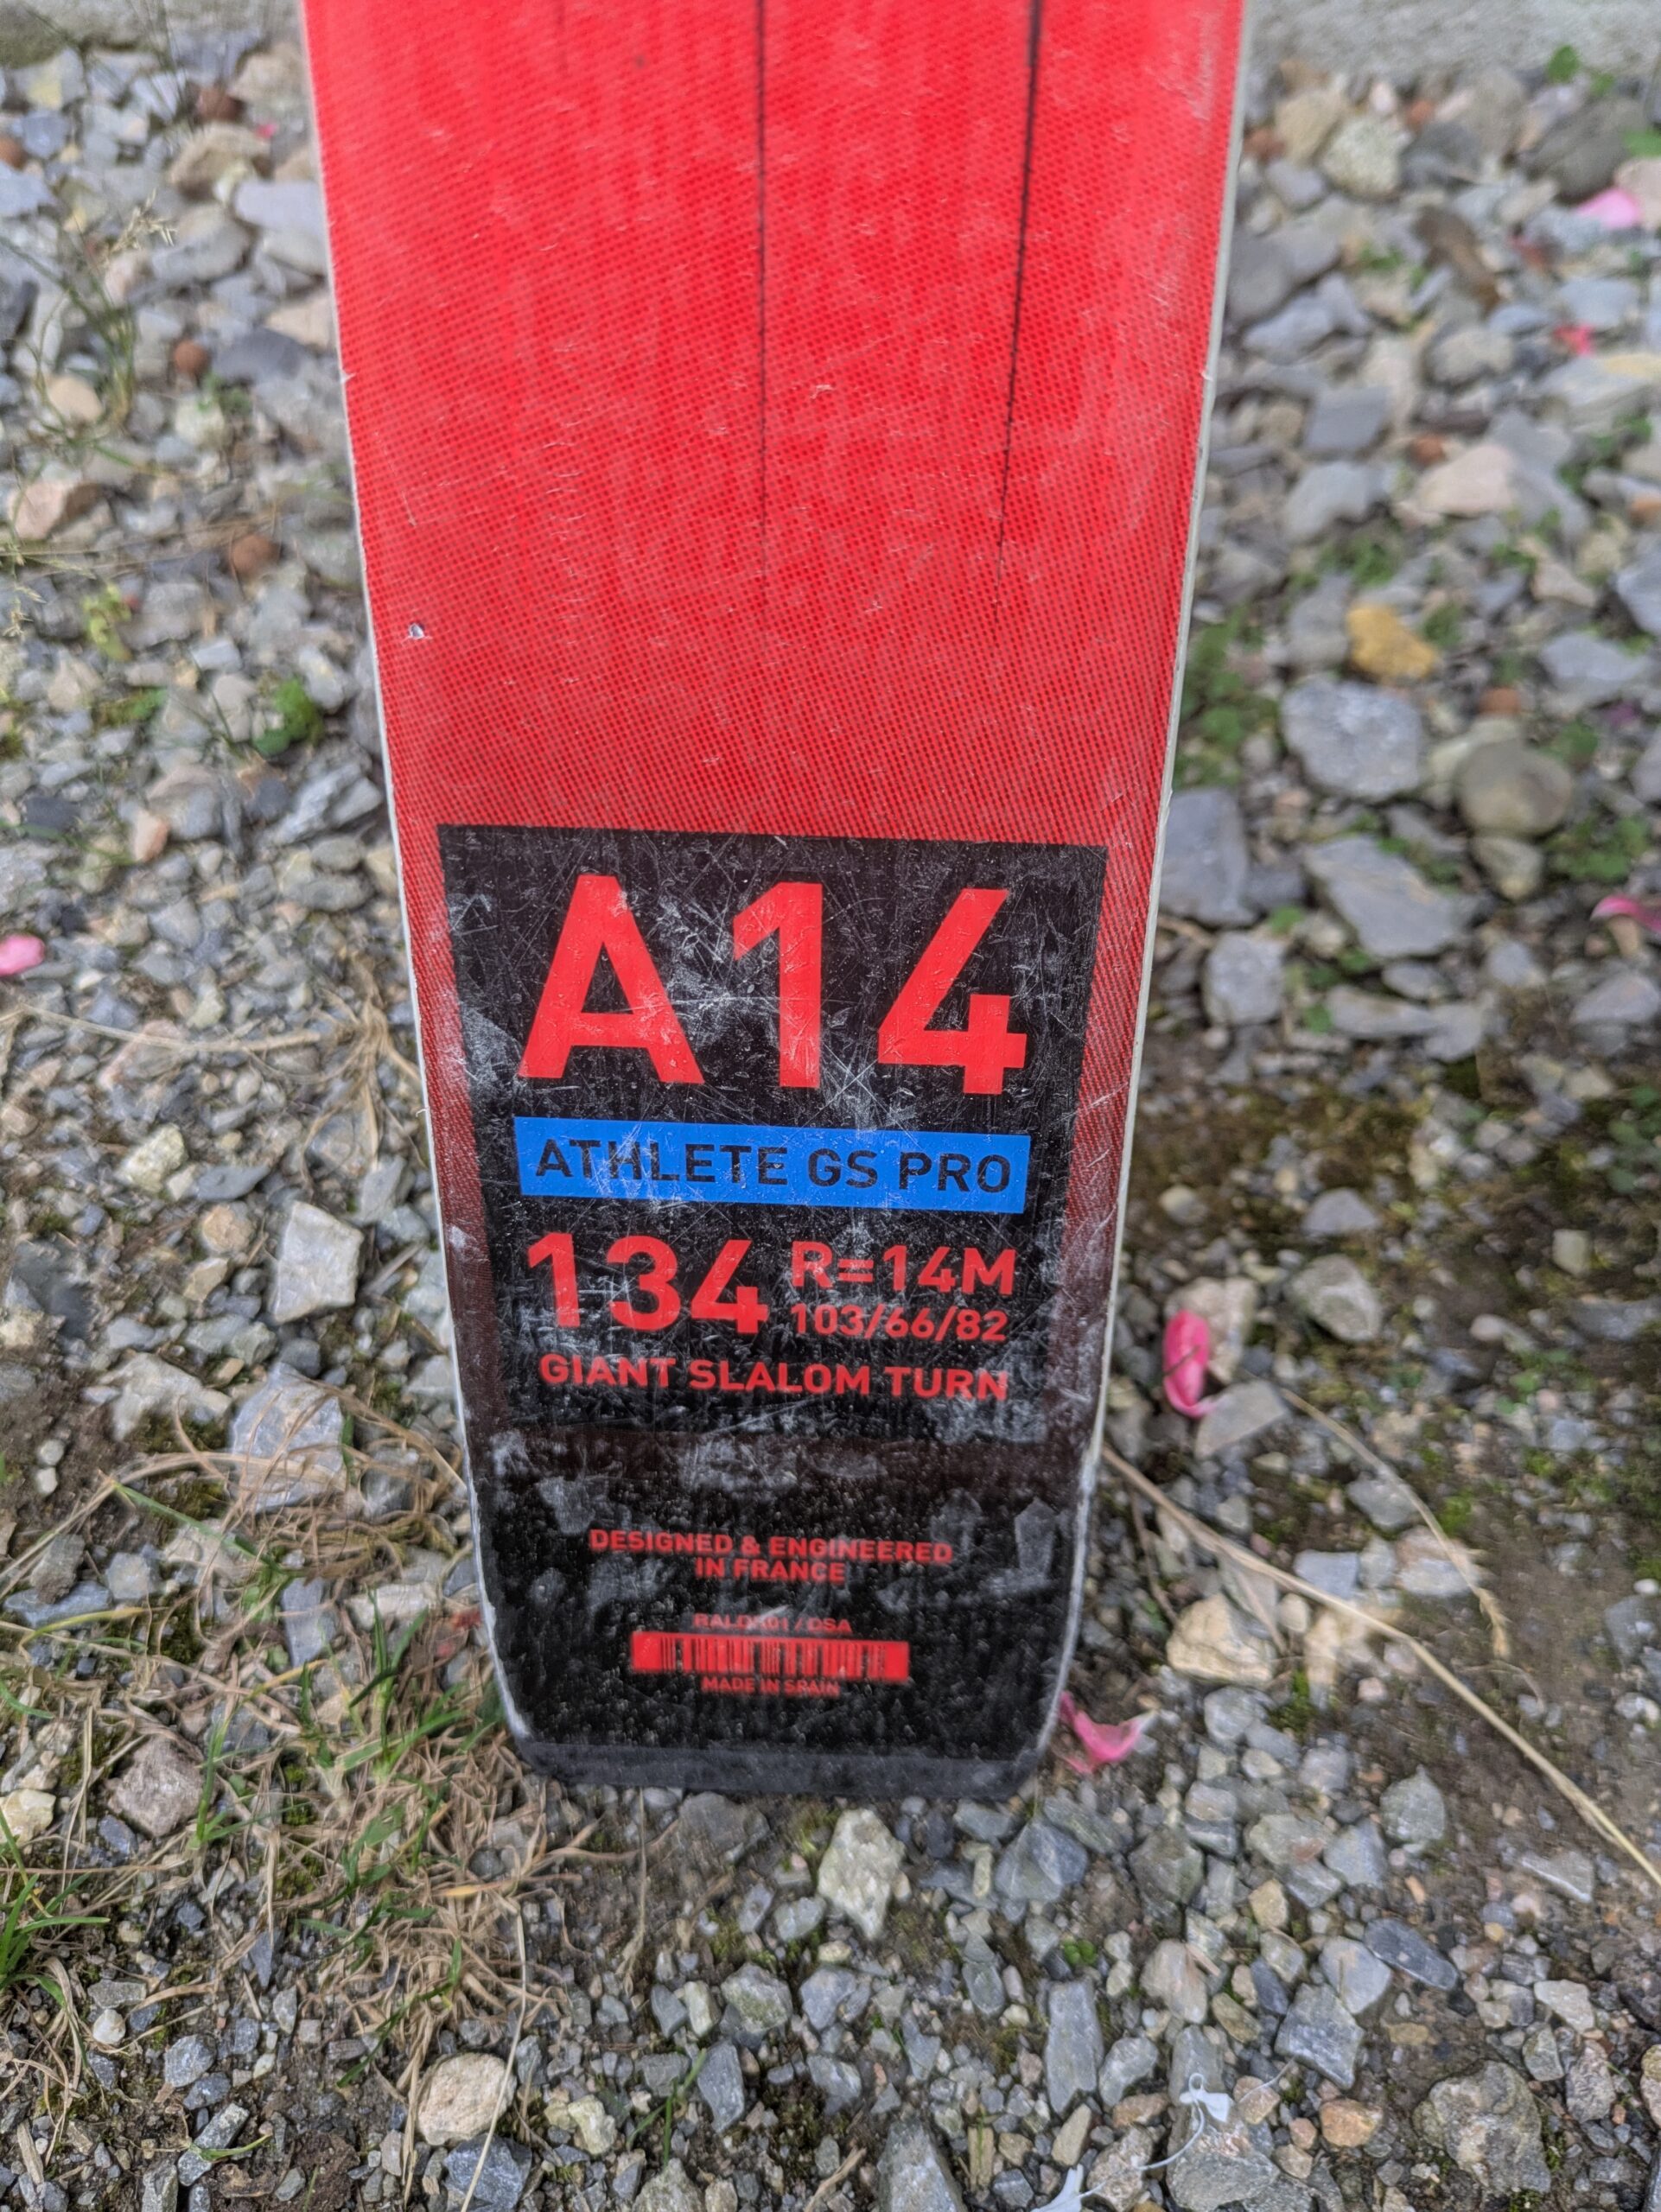 A14
ATHLETE GS PRO
134 R=14M
103/66/82
GIANT SLALOM TURN
DESIGNED & ENGINEERED
IN FRANCE
MADE IN SPAIN